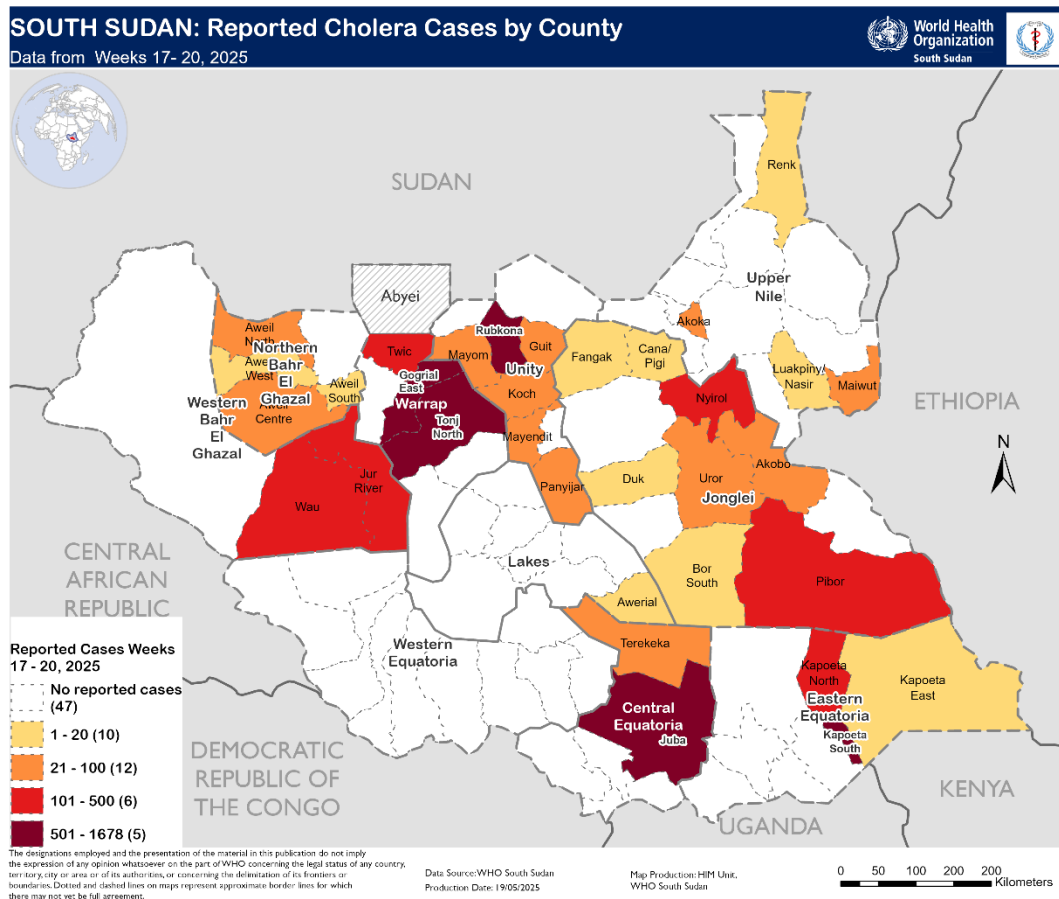 SOUTH SUDAN: Reported Cholera Cases by County
Data from Weeks 17- 20, 2025
World Health
Organization
South Sudan
SUDAN
Renk
Upper
Nile
Abyei
Akoka
Rubkona
Aweil
North
Twic
Mayom
Guit
Fangak
Cana/
Pigi
Northern
Bahr
El
Ghazal
Aweil
West
Unity
Luakpiny/
Nasir
Maiwut
Gogrial
East
Aweil
South
Koch
Nyirol
ETHIOPIA
Western
Bahr
El
Ghazal
Aweil
Centre
Warrap
Tonj
North
Mayendit
N
Akobo
Jur
River
Panyijar
Duk
Uror
Jonglei
Wau
CENTRAL
AFRICAN
REPUBLIC
Lakes
Bor
South
Pibor
Awerial
Western
Equatoria
Terekeka
Kapoeta
North
Kapoeta
East
Eastern
Equatoria
Central
Equatoria
Juba
Kapoeta
South
DEMOCRATIC
REPUBLIC OF
THE CONGO
KENYA
UGANDA
Reported Cases Weeks
17 - 20, 2025
No reported cases
(47)
1 - 20 (10)
21 - 100 (12)
101 - 500 (6)
501 - 1678 (5)
The designations employed and the presentation of the material in this publication do not imply
the expression of any opinion whatsoever on the part of WHO concerning the legal status of any country,
territory, city or area or of its authorities, or concerning the delimitation of its frontiers or
boundaries. Dotted and dashed lines on maps represent approximate border lines for which
there may not yet be full agreement.
Data Source: WHO South Sudan
Production Date: 19/05/2025
Map Production: HIM Unit,
WHO South Sudan
0 50 100 200 200
Kilometers